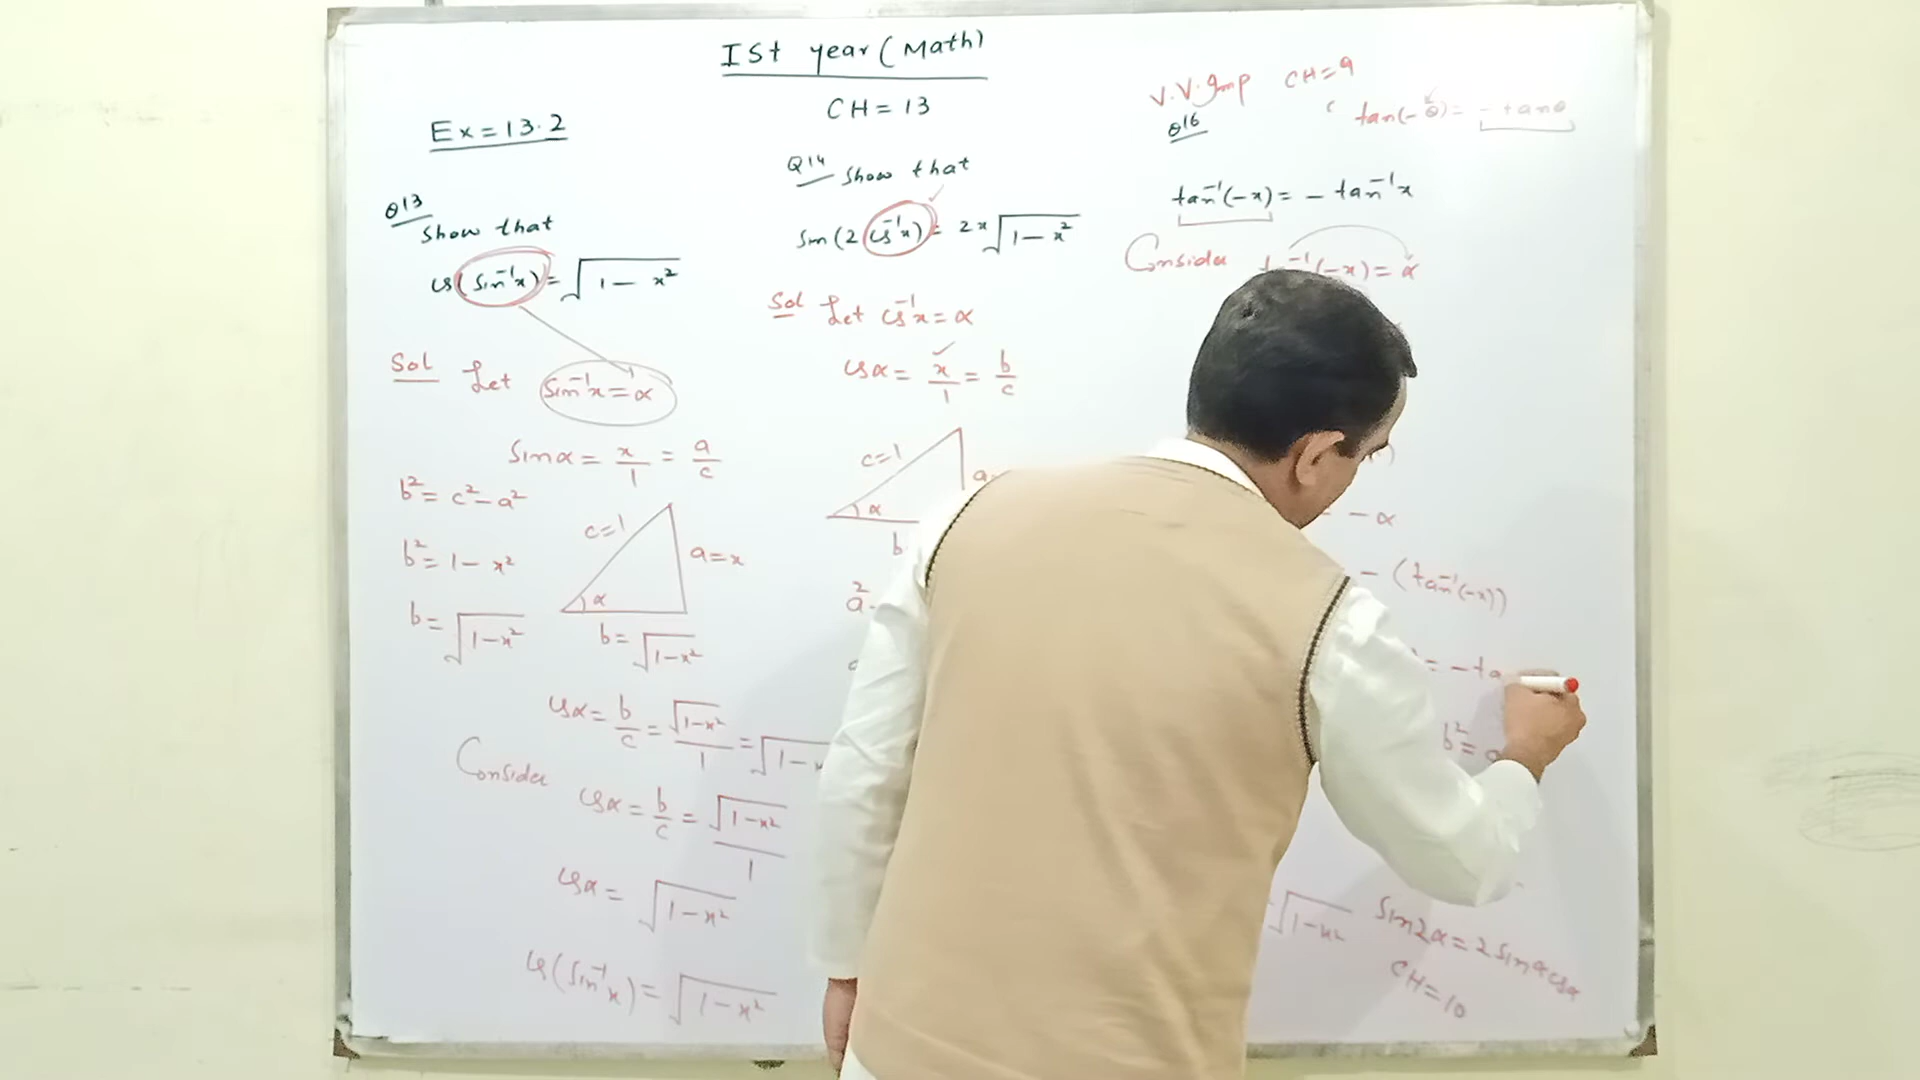 Ist year (Math)
CH = 13
Ex = 13.2
Q13
Show that
cos(Sin⁻¹x) = √(1 − x²)
Sol Let Sin⁻¹x = α
Sinα = x/1 = a/c
b² = c² − a²
b² = 1 − x²
b = √(1−x²)
c=1
a=x
α
b = √(1−x²)
cosα = b/c = √(1−x²)/1 = √(1−x
Consider
cosα = b/c = √(1−x²)/1
cosα = √(1−x²)
cos(Sin⁻¹x) = √(1−x²)
Q14 Show that
Sin(2 cos⁻¹x) = 2x√(1−x²)
Sol Let cos⁻¹x = α
cosα = x/1 = b/c
c=1
a
α
b
a²
V.V.Imp CH=9
tan(−θ) = −tanθ
Q16
tan⁻¹(−x) = − tan⁻¹x
Consider t⁻¹(−x) = α
− α
− (tan⁻¹(−x))
= − ta
b² = a
√(1−x²)
Sin2α = 2Sinαcosα
CH=10